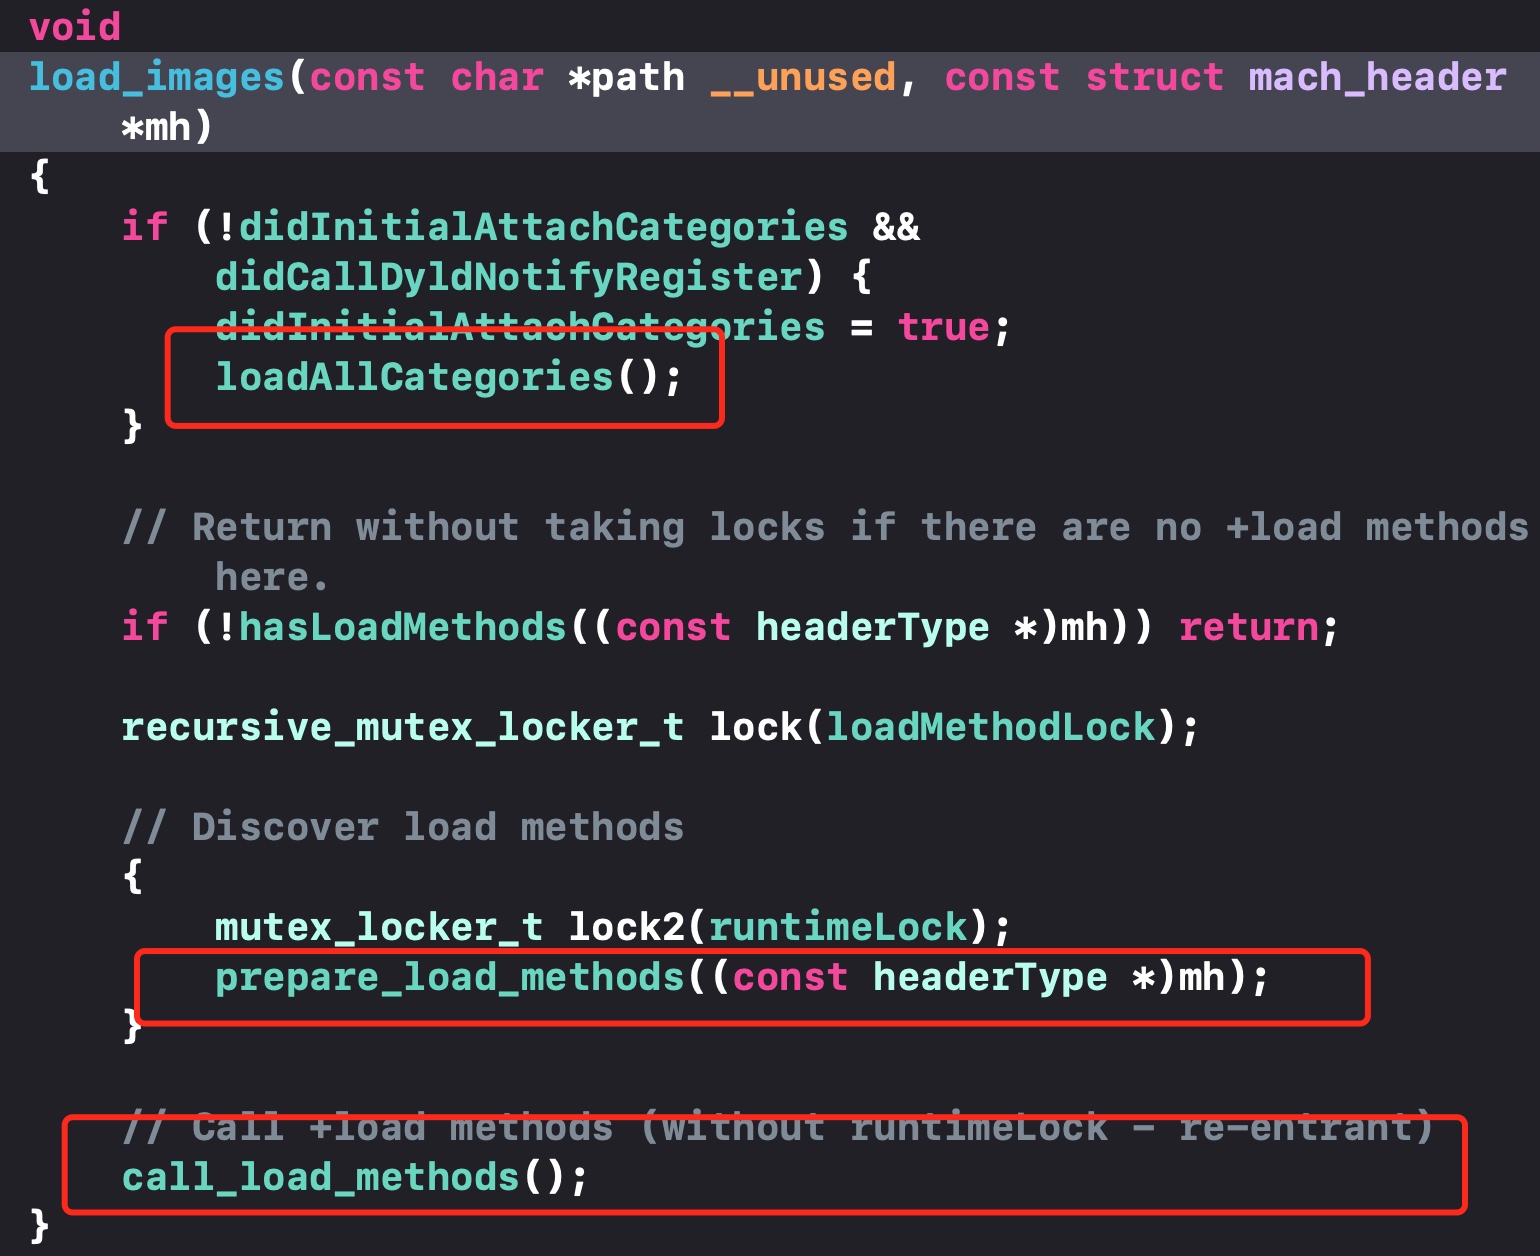 void
load_images(const char *path __unused, const struct mach_header
*mh)
{
if (!didInitialAttachCategories &&
didCallDyldNotifyRegister) {
didInitialAttachCategories = true;
loadAllCategories();
}
// Return without taking locks if there are no +load methods
here.
if (!hasLoadMethods((const headerType *)mh)) return;
recursive_mutex_locker_t lock(loadMethodLock);
// Discover load methods
{
mutex_locker_t lock2(runtimeLock);
prepare_load_methods((const headerType *)mh);
}
// Call +load methods (without runtimeLock - re-entrant)
call_load_methods();
}